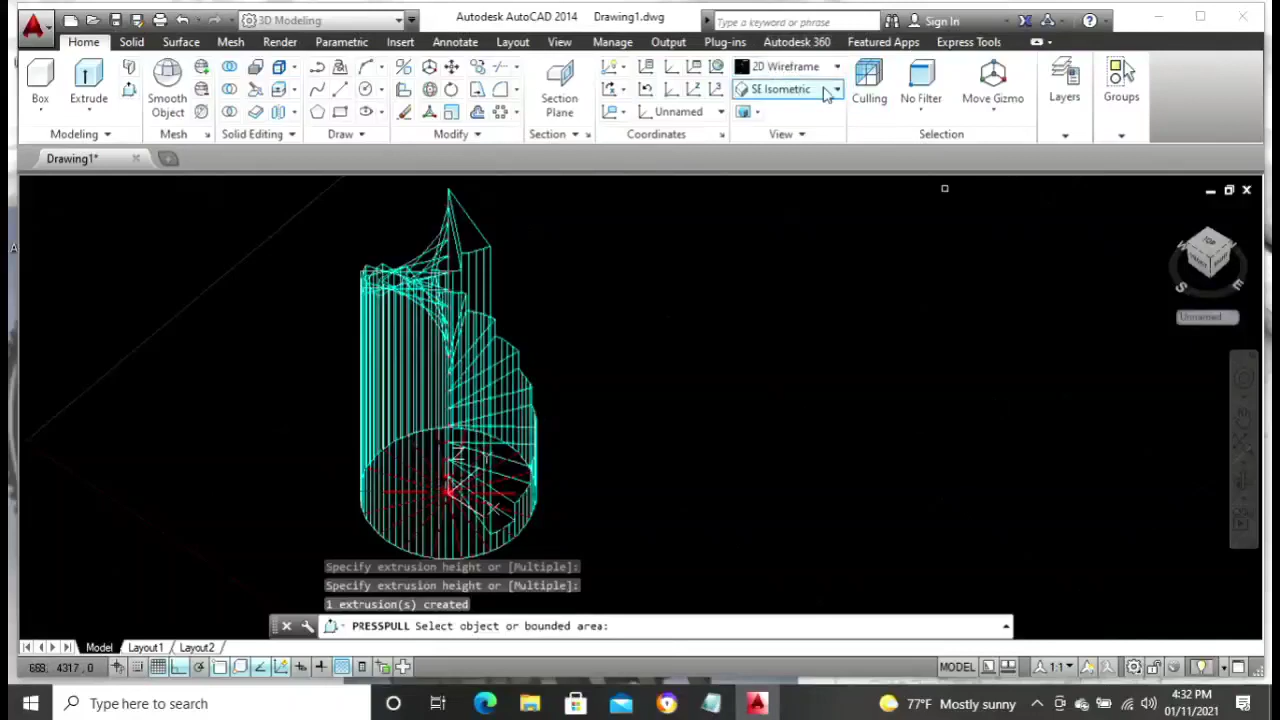 3D Modeling
Autodesk AutoCAD 2014 Drawing1.dwg
Type a keyword or phrase
Sign In
Home Solid Surface Mesh Render Parametric Insert Annotate Layout View Manage Output Plug-ins Autodesk 360 Featured Apps Express Tools
2D Wireframe
SE Isometric
Unnamed
Box Extrude Smooth Object Section Plane Culling No Filter Move Gizmo Layers Groups
Modeling Mesh Solid Editing Draw Modify Section Coordinates View Selection
Drawing1*
TOP
W
S E
Unnamed
Z
Y
X
Specify extrusion height or [Multiple]:
Specify extrusion height or [Multiple]:
1 extrusion(s) created
PRESSPULL Select object or bounded area:
Model Layout1 Layout2
MODEL
1:1
Type here to search
77°F Mostly sunny
4:32 PM
01/11/2021